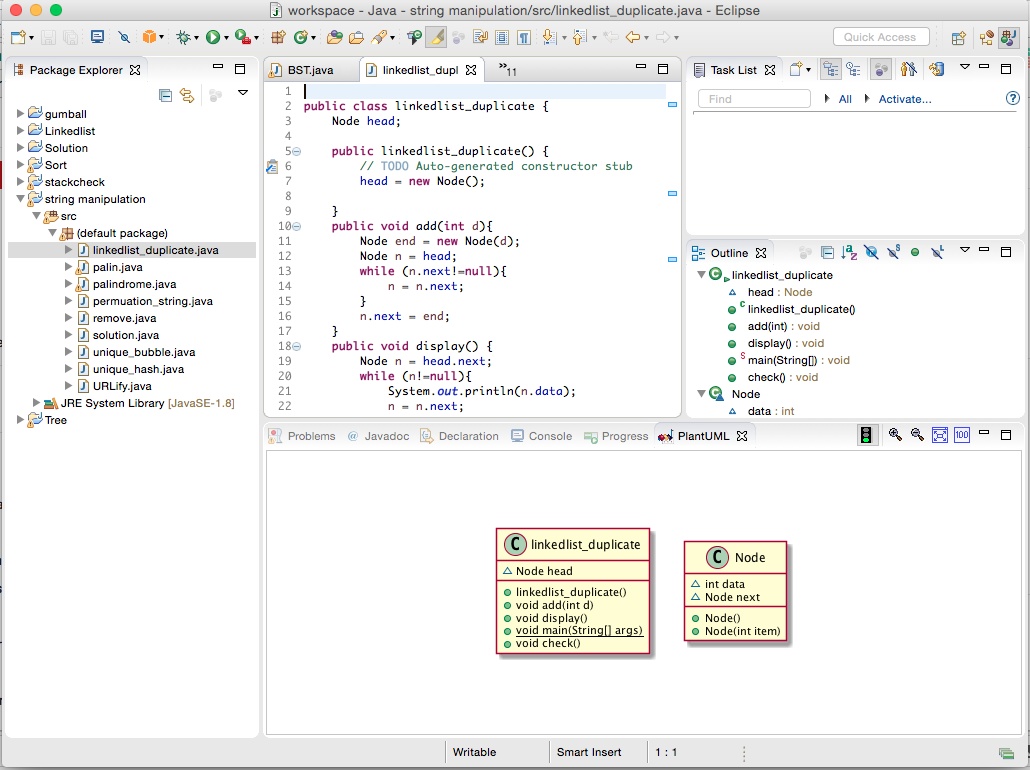 workspace - Java - string manipulation/src/linkedlist_duplicate.java - Eclipse
Quick Access
Package Explorer
gumball
Linkedlist
Solution
Sort
stackcheck
string manipulation
src
(default package)
linkedlist_duplicate.java
palin.java
palindrome.java
permuation_string.java
remove.java
solution.java
unique_bubble.java
unique_hash.java
URLify.java
JRE System Library [JavaSE-1.8]
Tree
BST.java
linkedlist_dupl
»11
1
2 public class linkedlist_duplicate {
3 Node head;
4
5 public linkedlist_duplicate() {
6 // TODO Auto-generated constructor stub
7 head = new Node();
8
9 }
10 public void add(int d){
11 Node end = new Node(d);
12 Node n = head;
13 while (n.next!=null){
14 n = n.next;
15 }
16 n.next = end;
17 }
18 public void display() {
19 Node n = head.next;
20 while (n!=null){
21 System.out.println(n.data);
22 n = n.next;
Task List
Find
All
Activate...
?
Outline
linkedlist_duplicate
head : Node
linkedlist_duplicate()
add(int) : void
display() : void
main(String[]) : void
check() : void
Node
data : int
Problems
@ Javadoc
Declaration
Console
Progress
PlantUML
100
C linkedlist_duplicate
Node head
linkedlist_duplicate()
void add(int d)
void display()
void main(String[] args)
void check()
C Node
int data
Node next
Node()
Node(int item)
Writable
Smart Insert
1 : 1